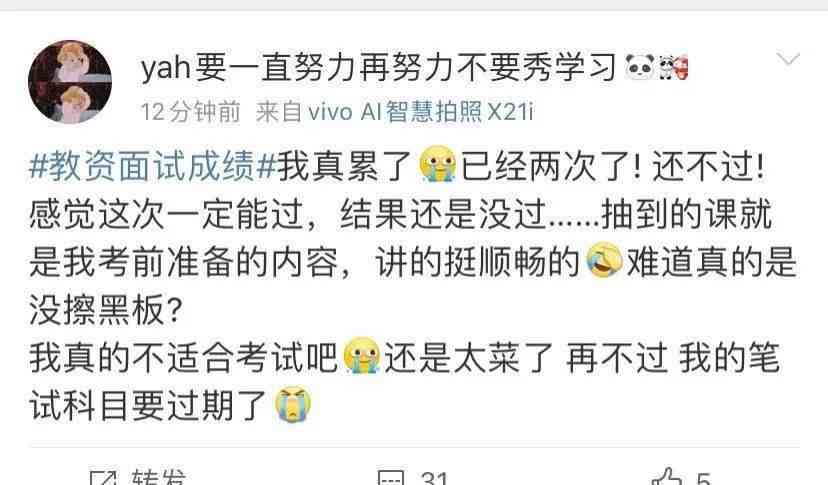 yah要一直努力再努力不要秀学习
12分钟前 来自 vivo AI智慧拍照 X21i
#教资面试成绩#我真累了已经两次了！还不过！
感觉这次一定能过，结果还是没过......抽到的课就
是我考前准备的内容，讲的挺顺畅的难道真的是
没擦黑板？
我真的不适合考试吧还是太菜了 再不过 我的笔
试科目要过期了
转发 31 5